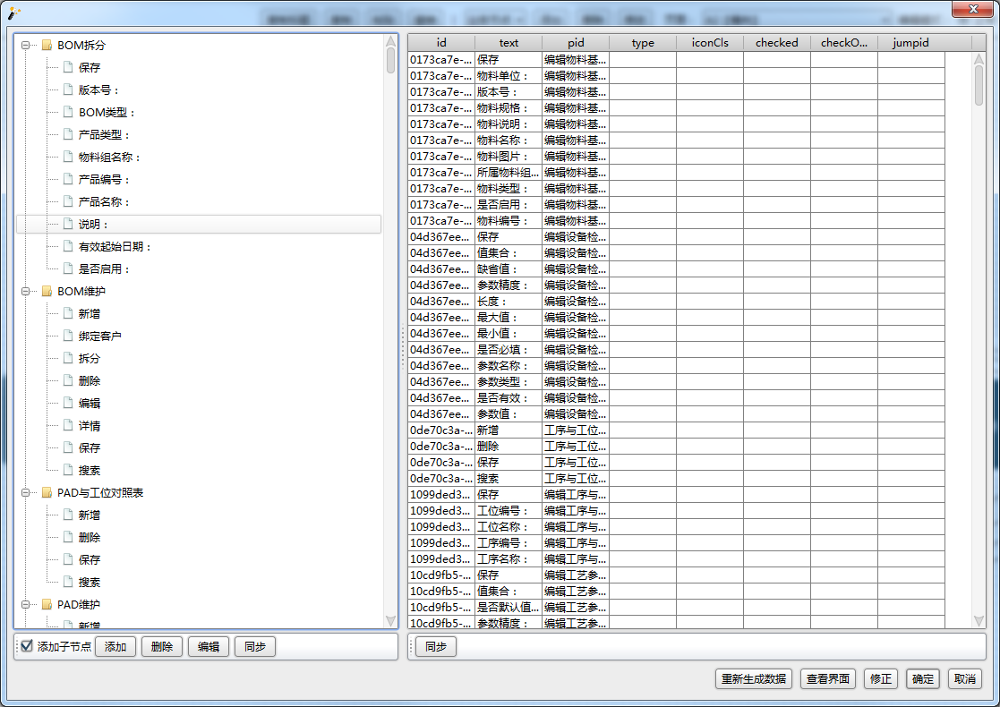 BOM拆分
保存
版本号：
BOM类型：
产品类型：
物料组名称：
产品编号：
产品名称：
说明：
有效起始日期：
是否启用：
BOM维护
新增
绑定客户
拆分
删除
编辑
详情
保存
搜索
PAD与工位对照表
新增
删除
保存
搜索
PAD维护
新增
添加子节点 添加 删除 编辑 同步
id text pid type iconCls checked checkO... jumpid
0173ca7e-... 保存 编辑物料基...
0173ca7e-... 物料单位： 编辑物料基...
0173ca7e-... 版本号： 编辑物料基...
0173ca7e-... 物料规格： 编辑物料基...
0173ca7e-... 物料说明： 编辑物料基...
0173ca7e-... 物料名称： 编辑物料基...
0173ca7e-... 物料图片： 编辑物料基...
0173ca7e-... 所属物料组... 编辑物料基...
0173ca7e-... 物料类型： 编辑物料基...
0173ca7e-... 是否启用： 编辑物料基...
0173ca7e-... 物料编号： 编辑物料基...
04d367ee... 保存 编辑设备检...
04d367ee... 值集合： 编辑设备检...
04d367ee... 缺省值： 编辑设备检...
04d367ee... 参数精度： 编辑设备检...
04d367ee... 长度： 编辑设备检...
04d367ee... 最大值： 编辑设备检...
04d367ee... 最小值： 编辑设备检...
04d367ee... 是否必填： 编辑设备检...
04d367ee... 参数名称： 编辑设备检...
04d367ee... 参数类型： 编辑设备检...
04d367ee... 是否有效： 编辑设备检...
04d367ee... 参数值： 编辑设备检...
0de70c3a-... 新增 工序与工位...
0de70c3a-... 删除 工序与工位...
0de70c3a-... 保存 工序与工位...
0de70c3a-... 搜索 工序与工位...
1099ded3... 保存 编辑工序与...
1099ded3... 工位编号： 编辑工序与...
1099ded3... 工位名称： 编辑工序与...
1099ded3... 工序编号： 编辑工序与...
1099ded3... 工序名称： 编辑工序与...
10cd9fb5-... 保存 编辑工艺参...
10cd9fb5-... 值集合： 编辑工艺参...
10cd9fb5-... 是否默认值... 编辑工艺参...
10cd9fb5-... 参数精度： 编辑工艺参...
同步
重新生成数据 查看界面 修正 确定 取消